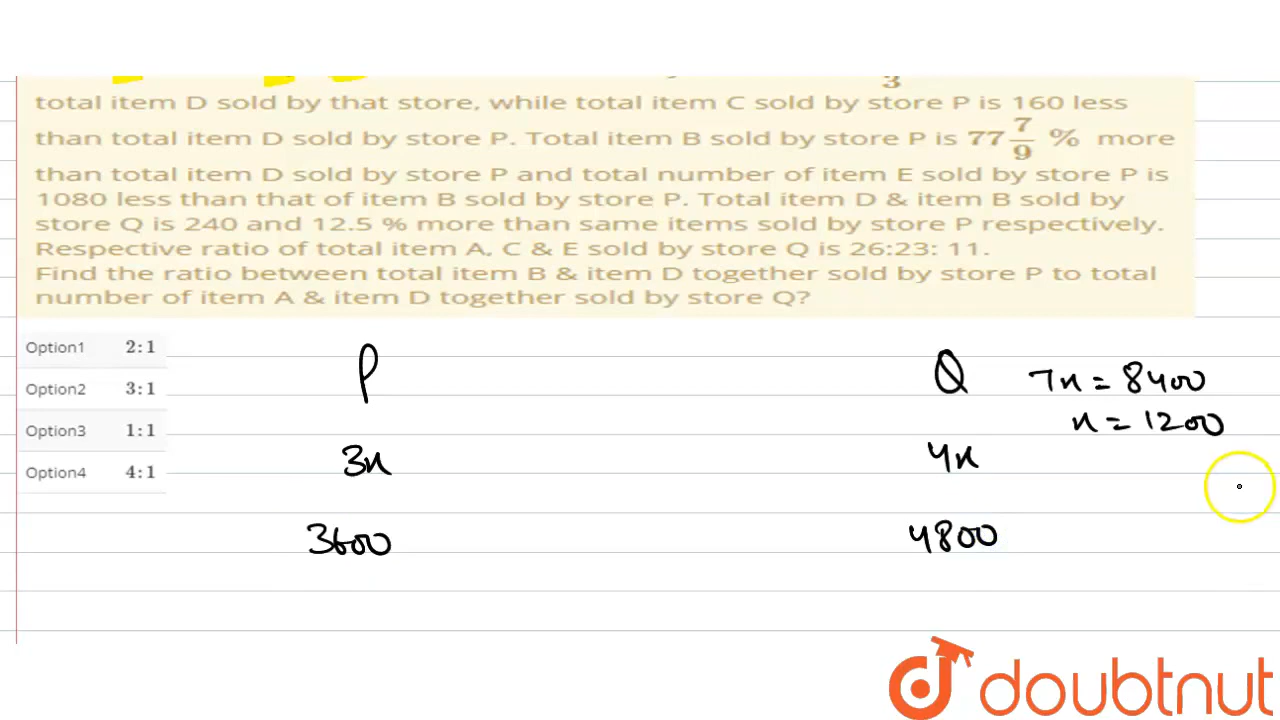 3
total item D sold by that store, while total item C sold by store P is 160 less
than total item D sold by store P. Total item B sold by store P is 77 7/9 % more
than total item D sold by store P and total number of item E sold by store P is
1080 less than that of item B sold by store P. Total item D & item B sold by
store Q is 240 and 12.5 % more than same items sold by store P respectively.
Respective ratio of total item A, C & E sold by store Q is 26:23: 11.
Find the ratio between total item B & item D together sold by store P to total
number of item A & item D together sold by store Q?
Option1 2:1
Option2 3:1
Option3 1:1
Option4 4:1
P Q
7x = 8400
x = 1200
3x 4x
3600 4800
doubtnut